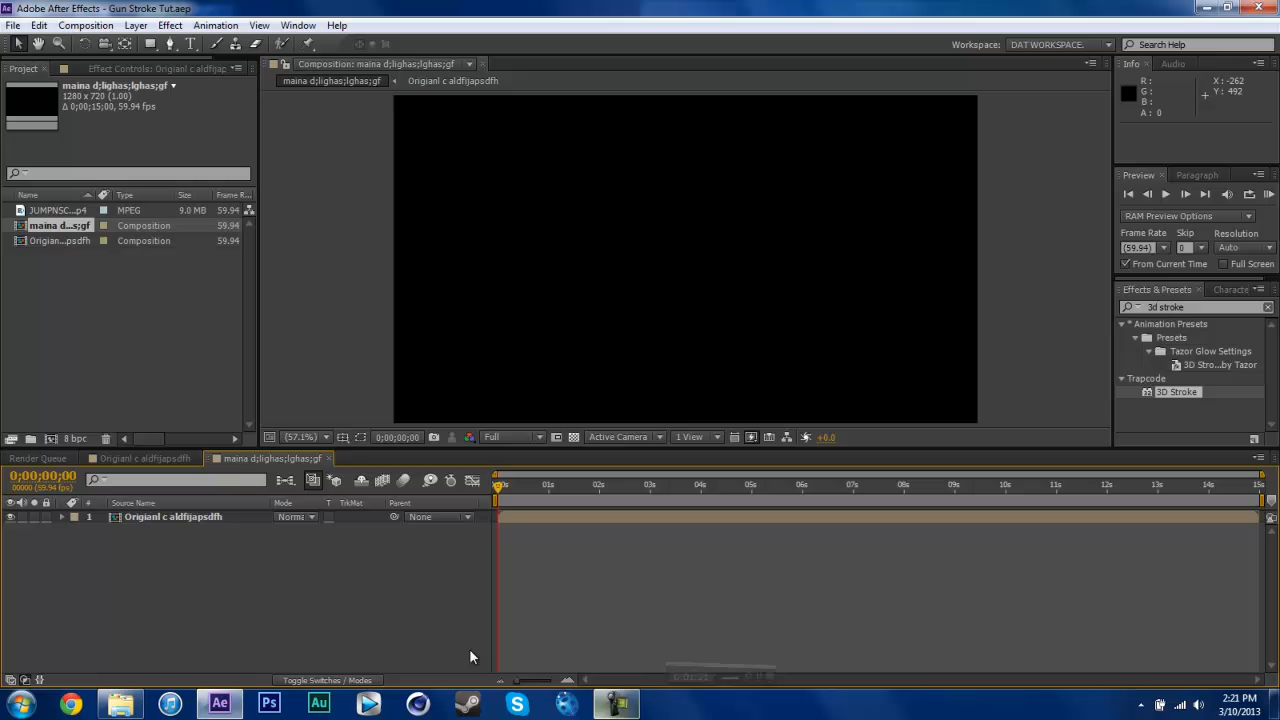 Adobe After Effects - Gun Stroke Tut.aep
File Edit Composition Layer Effect Animation View Window Help
Workspace: DAT WORKSPACE. Search Help
Project Effect Controls: Origianl c aldfijap
Composition: maina d;lighas;lghas;gf
Info Audio
maina d;lighas;lghas;gf
1280 x 720 (1.00)
Δ 0;00;15;00, 59.94 fps
maina d;lighas;lghas;gf Origianl c aldfijapsdfh
R: X: -262
G: Y: 492
B:
A: 0
Preview Paragraph
Name Type Size Frame R...
JUMPNSC...p4 MPEG 9.0 MB 59.94
maina d...s;gf Composition 59.94
Origian...psdfh Composition 59.94
RAM Preview Options
Frame Rate Skip Resolution
(59.94) 0 Auto
From Current Time Full Screen
Effects & Presets Characte
3d stroke
* Animation Presets
Presets
Tazor Glow Settings
3D Stro...by Tazor
Trapcode
3D Stroke
8 bpc
(57.1%) 0;00;00;00 Full Active Camera 1 View +0.0
Render Queue Origianl c aldfijapsdfh maina d;lighas;lghas;gf
0;00;00;00
00000 (59.94 fps)
01s 02s 03s 04s 05s 06s 07s 08s 09s 10s 11s 12s 13s 14s 15s
# Source Name Mode T TrkMat Parent
1 Origianl c aldfijapsdfh Norma None
Toggle Switches / Modes
2:21 PM
3/10/2013